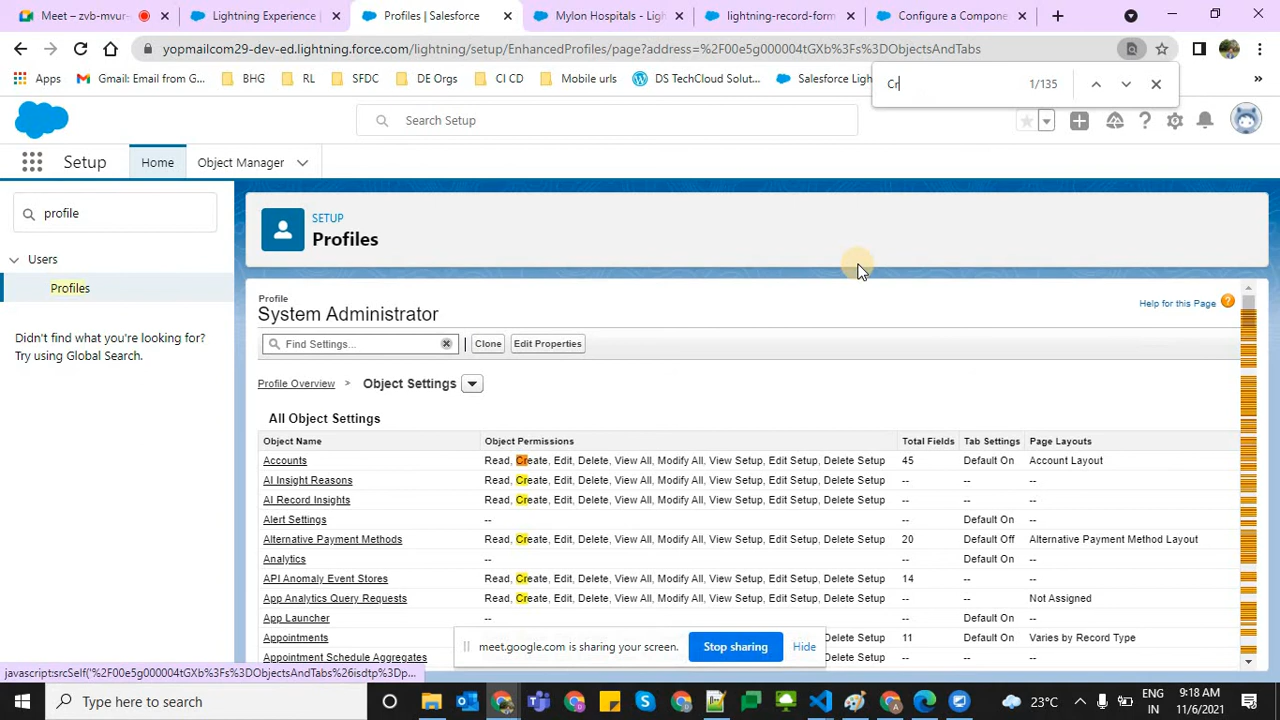 Meet – zbv-mvur-
Lightning Experience
Profiles | Salesforce
Mylon Hospitals - Ligh
lightning-record-form
Configure a Compone
yopmailcom29-dev-ed.lightning.force.com/lightning/setup/EnhancedProfiles/page?address=%2F00e5g000004tGXb%3Fs%3DObjectsAndTabs
Apps
Gmail: Email from G...
BHG
RL
SFDC
DE Orgs
CI CD
Mobile urls
DS TechCloud Solut...
Salesforce Ligh
»
Cr
1/135
Search Setup
Setup
Home
Object Manager
profile
Users
Profiles
Didn't find what you're looking for?
Try using Global Search.
SETUP
Profiles
Profile
System Administrator
Help for this Page
Find Settings...
Clone
Edit Properties
Profile Overview > Object Settings
All Object Settings
Object Name Object Permissions Total Fields Tab Settings Page Layouts
Accounts Read, Create, Edit, Delete, View All, Modify All, View Setup, Edit Setup, Delete Setup 45 Default On Account Layout
AI Insight Reasons Read, Create, Edit, Delete, View All, Modify All, View Setup, Edit Setup, Delete Setup -- -- --
AI Record Insights Read, Create, Edit, Delete, View All, Modify All, View Setup, Edit Setup, Delete Setup -- -- --
Alert Settings -- -- Default On --
Alternative Payment Methods Read, Create, Edit, Delete, View All, Modify All, View Setup, Edit Setup, Delete Setup 20 Default Off Alternative Payment Method Layout
Analytics -- -- Default On --
API Anomaly Event Stores Read, Create, Edit, Delete, View All, Modify All, View Setup, Edit Setup, Delete Setup 14 -- --
App Analytics Query Requests Read, Create, Edit, Delete, View All, Modify All, View Setup, Edit Setup, Delete Setup -- -- Not Assigned
App Launcher -- -- Default On --
Appointments Delete Setup 11 Default On Varies by Record Type
Appointment Schedule Aggregates Delete Setup -- -- --
meet.google.com is sharing your screen.
Stop sharing
Hide
javascript:srcSelf("%2F00e5g000004tGXb%3Fs%3DObjectsAndTabs%26isdtp%3Dp...
Type here to search
23°C
ENG
IN
9:18 AM
11/6/2021